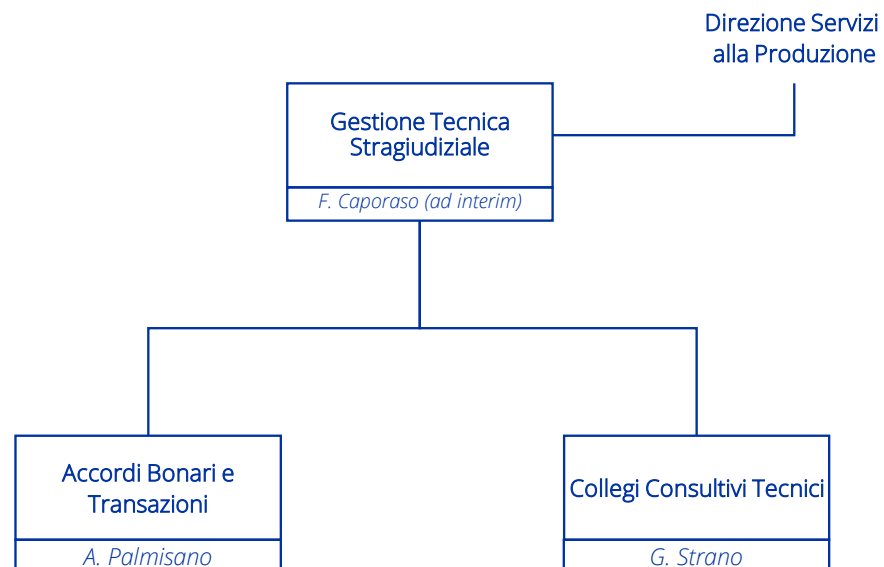 Direzione Servizi
alla Produzione
Gestione Tecnica
Stragiudiziale
F. Caporaso (ad interim)
Accordi Bonari e
Transazioni
A. Palmisano
Collegi Consultivi Tecnici
G. Strano